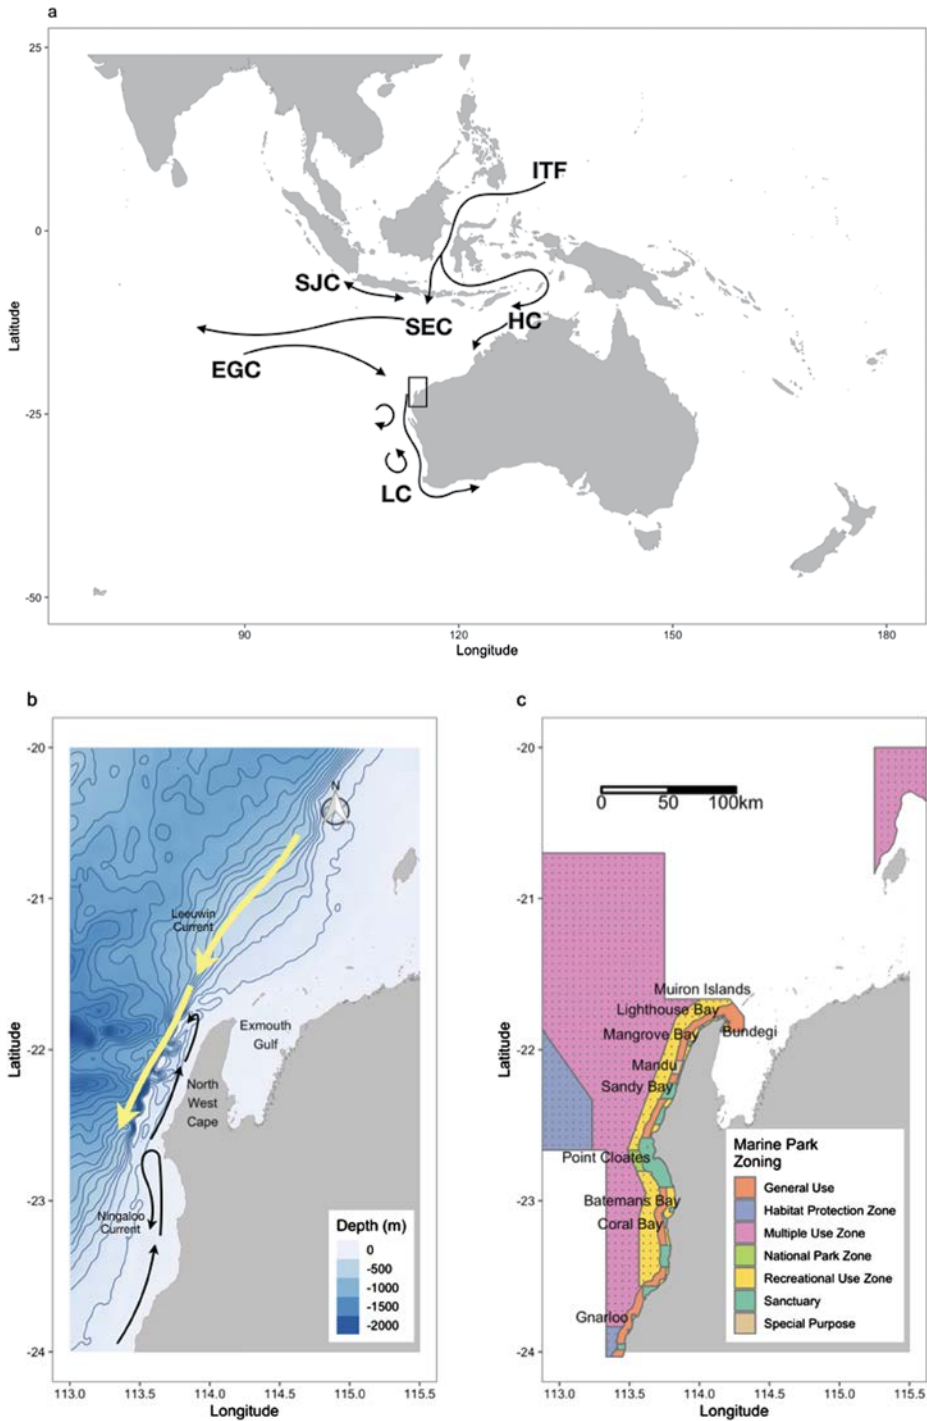 a
25
0
-25
-50
Latitude
ITF
SJC
SEC
HC
EGC
LC
90
120
150
180
Longitude
b
-20
-21
-22
-23
-24
Latitude
N
Leeuwin
Current
Exmouth
Gulf
North
West
Cape
Ningaloo
Current
Depth (m)
0
-500
-1000
-1500
-2000
113.0
113.5
114.0
114.5
115.0
115.5
Longitude
c
-20
-21
-22
-23
-24
Latitude
0
50
100km
Muiron Islands
Lighthouse Bay
Bundegi
Mangrove Bay
Mandu
Sandy Bay
Point Cloates
Batemans Bay
Coral Bay
Gnarloo
Marine Park
Zoning
General Use
Habitat Protection Zone
Multiple Use Zone
National Park Zone
Recreational Use Zone
Sanctuary
Special Purpose
113.0
113.5
114.0
114.5
115.0
115.5
Longitude